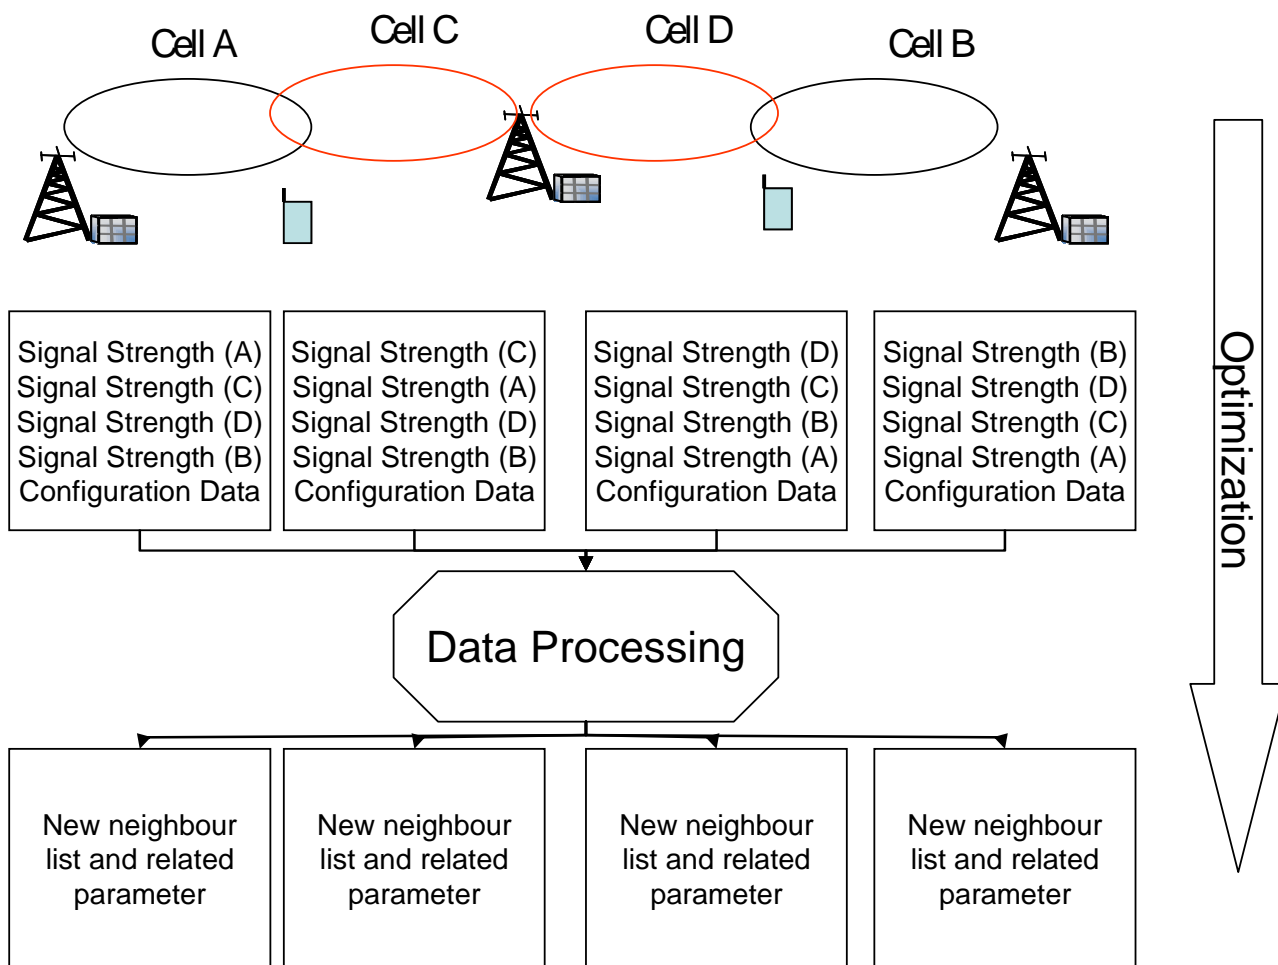 Cell A
Cell C
Cell D
Cell B
Signal Strength (A)
Signal Strength (C)
Signal Strength (D)
Signal Strength (B)
Configuration Data
Signal Strength (C)
Signal Strength (A)
Signal Strength (D)
Signal Strength (B)
Configuration Data
Signal Strength (D)
Signal Strength (C)
Signal Strength (B)
Signal Strength (A)
Configuration Data
Signal Strength (B)
Signal Strength (D)
Signal Strength (C)
Signal Strength (A)
Configuration Data
Optimization
Data Processing
New neighbour
list and related
parameter
New neighbour
list and related
parameter
New neighbour
list and related
parameter
New neighbour
list and related
parameter